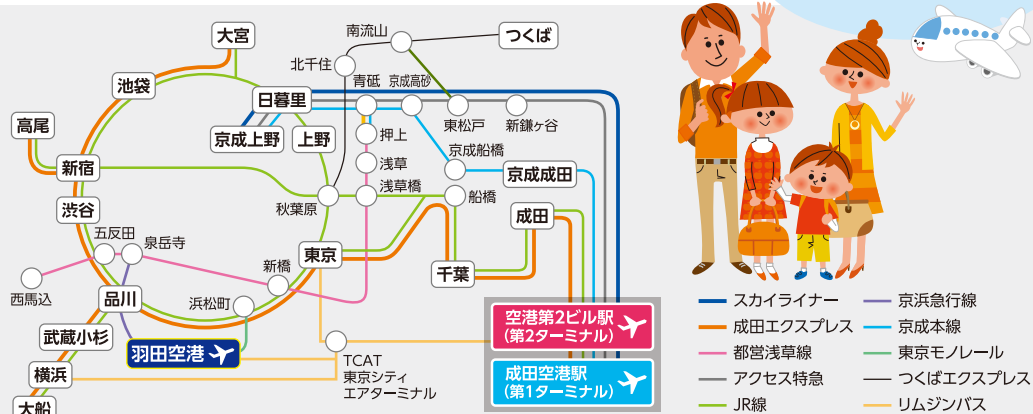 南流山
つくば
大宮
北千住
池袋
青砥
京成高砂
日暮里
高尾
京成上野
上野
押上
東松戸
新鎌ヶ谷
新宿
浅草
京成船橋
京成成田
浅草橋
秋葉原
船橋
渋谷
成田
五反田
泉岳寺
東京
新橋
千葉
西馬込
品川
浜松町
武蔵小杉
羽田空港
横浜
大船
TCAT
東京シティ
エアターミナル
空港第2ビル駅
(第2ターミナル)
成田空港駅
(第1ターミナル)
スカイライナー
成田エクスプレス
都営浅草線
アクセス特急
JR線
京浜急行線
京成本線
東京モノレール
つくばエクスプレス
リムジンバス